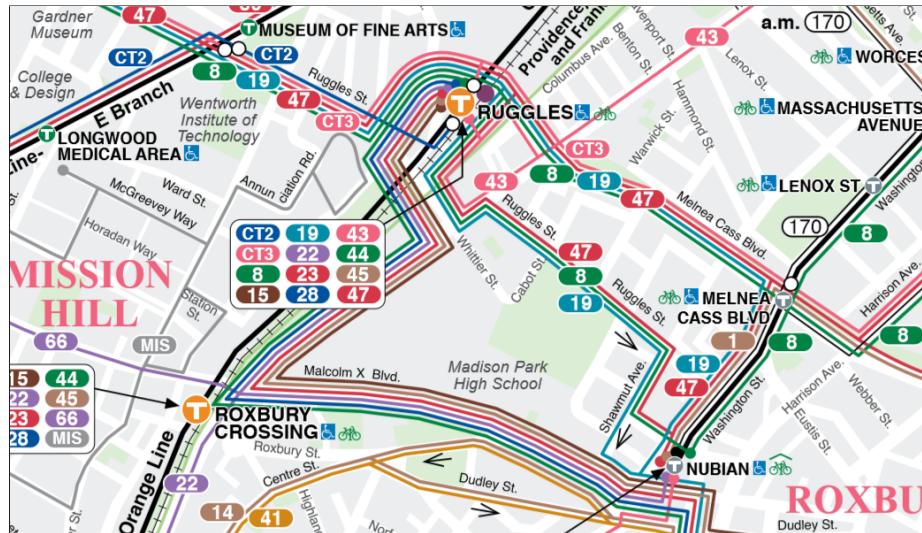 47
39
Gardner
Museum
T MUSEUM OF FINE ARTS
CT2
CT2
8
19
47
CT3
Ruggles St.
College
& Design
E Branch
Wentworth
Institute of
Technology
Providence
and Frank
Columbus Ave.
Davenport St.
Benton St.
43
Lenox St.
Hammond St.
Warwick St.
a.m. 170
WORCES
MASSACHUSETTS
AVENUE
T RUGGLES
T LONGWOOD
MEDICAL AREA
Line-
CT3
8
19
47
Melnea Cass Blvd.
LENOX ST T
Washington
170
8
Ward St.
McGreevey Way
Horadan Way
Annunciation Rd.
43
Ruggles St.
Whittier St.
Cabot St.
CT2 19 43
CT3 22 44
8 23 45
15 28 47
47
8
19
Ruggles St.
MISSION
HILL
Station
St.
MIS
66
MELNEA
CASS BLVD
T
Harrison Ave.
8
8
1
19
47
Madison Park
High School
Malcolm X Blvd.
Shawmut Ave.
Washington St.
Harrison Ave.
Eustis St.
Webber St.
15 44
22 45
23 66
28 MIS
T ROXBURY
CROSSING
Roxbury St.
Orange Line
22
Centre St.
14
41
Highland
Norf
Dudley St.
T NUBIAN
ROXBU
Dudley St.